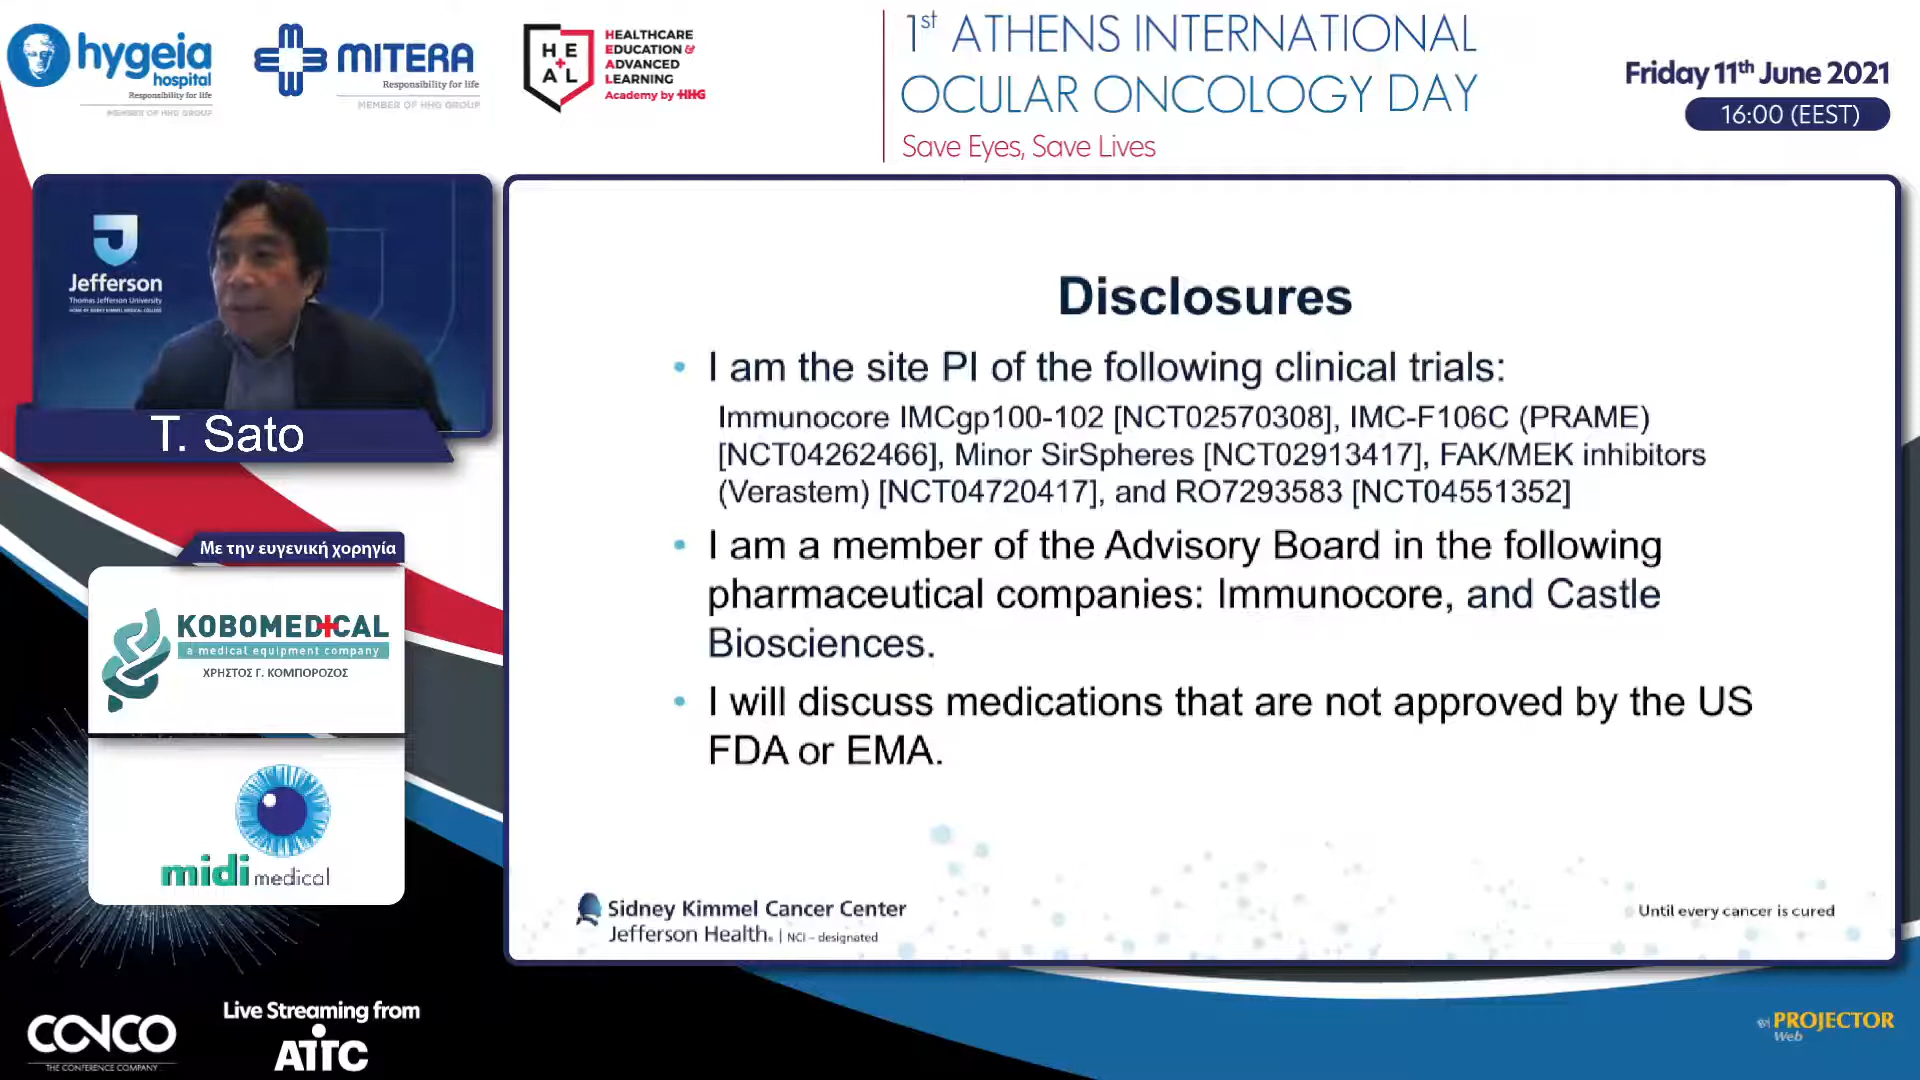 hygeia
hospital
Responsibility for life
MEMBER OF HHG GROUP
MITERA
Responsibility for life
MEMBER OF HHG GROUP
HE
AL
HEALTHCARE
EDUCATION &
ADVANCED
LEARNING
Academy by HHG
1st ATHENS INTERNATIONAL
OCULAR ONCOLOGY DAY
Save Eyes, Save Lives
Friday 11th June 2021
16:00 (EEST)
Jefferson
Thomas Jefferson University
HOME OF SIDNEY KIMMEL MEDICAL COLLEGE
T. Sato
Με την ευγενική χορηγία
KOBOMEDICAL
a medical equipment company
ΧΡΗΣΤΟΣ Γ. ΚΟΜΠΟΡΟΖΟΣ
midi medical
Disclosures
• I am the site PI of the following clinical trials:
Immunocore IMCgp100-102 [NCT02570308], IMC-F106C (PRAME)
[NCT04262466], Minor SirSpheres [NCT02913417], FAK/MEK inhibitors
(Verastem) [NCT04720417], and RO7293583 [NCT04551352]
• I am a member of the Advisory Board in the following
pharmaceutical companies: Immunocore, and Castle
Biosciences.
• I will discuss medications that are not approved by the US
FDA or EMA.
Sidney Kimmel Cancer Center
Jefferson Health. | NCI – designated
Until every cancer is cured
CONCO
THE CONFERENCE COMPANY
Live Streaming from
AITC
BY PROJECTOR
Web